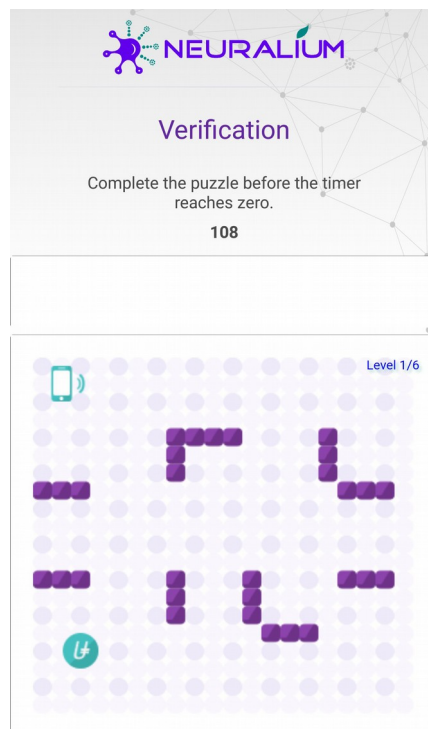 NEURALIUM
Verification
Complete the puzzle before the timer
reaches zero.
108
Level 1/6